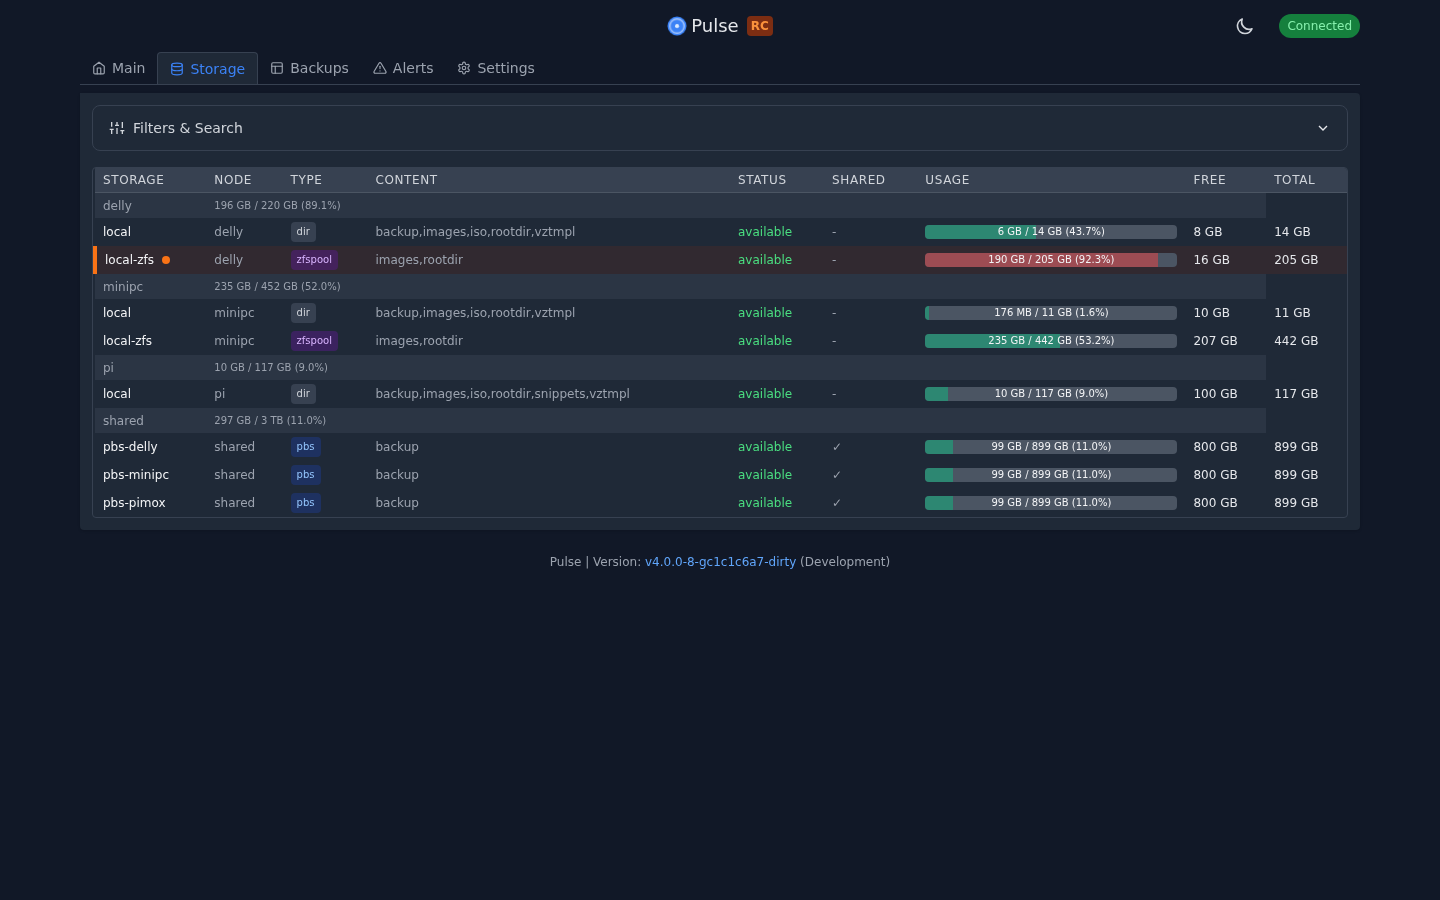 Pulse RC
Connected
Main Storage Backups Alerts Settings
Filters & Search
STORAGE NODE TYPE CONTENT STATUS SHARED USAGE FREE TOTAL
delly 196 GB / 220 GB (89.1%)
local delly dir backup,images,iso,rootdir,vztmpl available - 6 GB / 14 GB (43.7%) 8 GB 14 GB
local-zfs delly zfspool images,rootdir available - 190 GB / 205 GB (92.3%) 16 GB 205 GB
minipc 235 GB / 452 GB (52.0%)
local minipc dir backup,images,iso,rootdir,vztmpl available - 176 MB / 11 GB (1.6%) 10 GB 11 GB
local-zfs minipc zfspool images,rootdir available - 235 GB / 442 GB (53.2%) 207 GB 442 GB
pi 10 GB / 117 GB (9.0%)
local pi dir backup,images,iso,rootdir,snippets,vztmpl available - 10 GB / 117 GB (9.0%) 100 GB 117 GB
shared 297 GB / 3 TB (11.0%)
pbs-delly shared pbs backup available ✓ 99 GB / 899 GB (11.0%) 800 GB 899 GB
pbs-minipc shared pbs backup available ✓ 99 GB / 899 GB (11.0%) 800 GB 899 GB
pbs-pimox shared pbs backup available ✓ 99 GB / 899 GB (11.0%) 800 GB 899 GB
Pulse | Version: v4.0.0-8-gc1c1c6a7-dirty (Development)